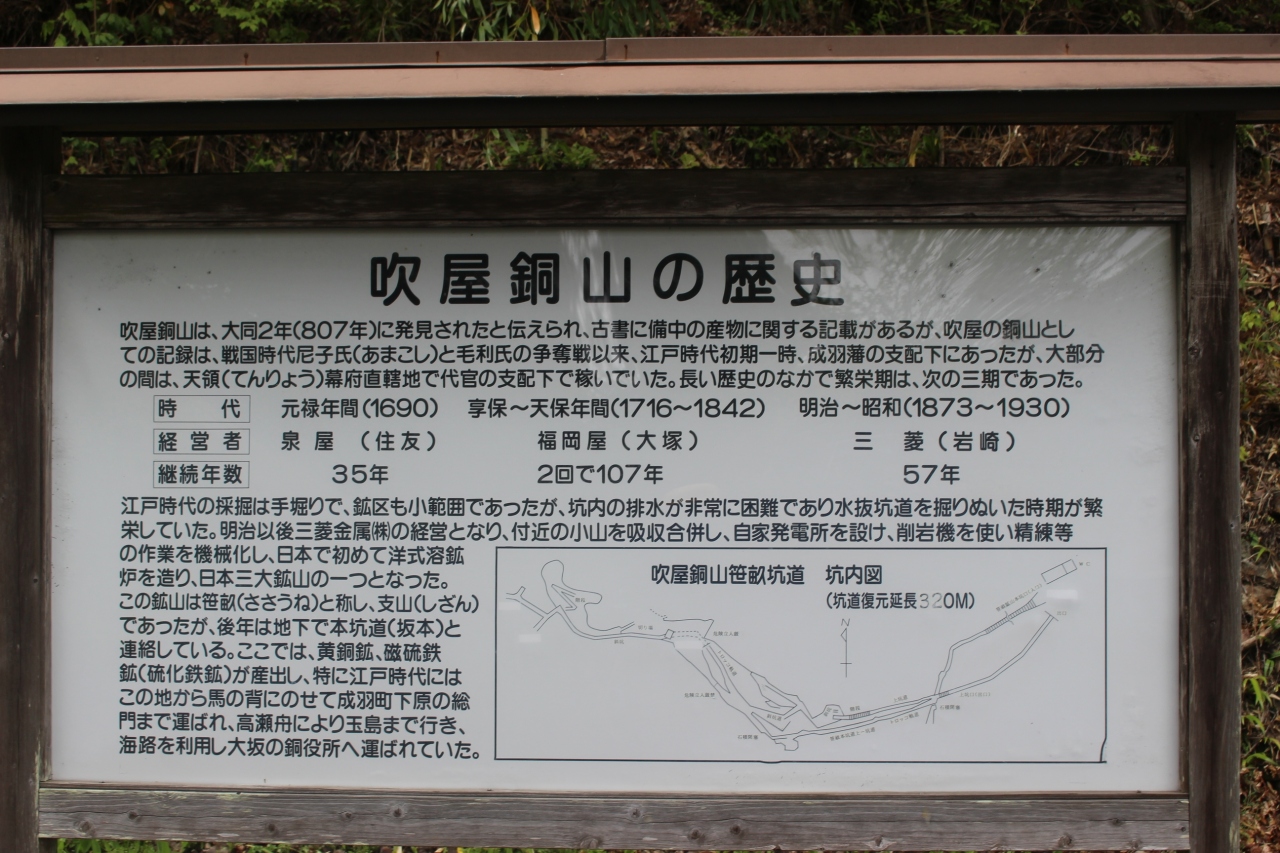 吹屋銅山の歴史
吹屋銅山は、大同2年(807年)に発見されたと伝えられ、古書に備中の産物に関する記載があるが、吹屋の銅山とし
ての記録は、戦国時代尼子氏(あまこし)と毛利氏の争奪戦以来、江戸時代初期一時、成羽藩の支配下にあったが、大部分
の間は、天領(てんりょう)幕府直轄地で代官の支配下で稼いでいた。長い歴史のなかで繁栄期は、次の三期であった。
時 代 元禄年間(1690) 享保〜天保年間(1716〜1842) 明治〜昭和(1873〜1930)
経営者 泉屋 (住友) 福岡屋(大塚) 三 菱(岩崎)
継続年数 35年 2回で107年 57年
江戸時代の採掘は手堀りで、鉱区も小範囲であったが、坑内の排水が非常に困難であり水抜坑道を掘りぬいた時期が繁
栄していた。明治以後三菱金属㈱の経営となり、付近の小山を吸収合併し、自家発電所を設け、削岩機を使い精練等
の作業を機械化し、日本で初めて洋式溶鉱
炉を造り、日本三大鉱山の一つとなった。
この鉱山は笹畝(ささうね)と称し、支山(しざん)
であったが、後年は地下で本坑道(坂本)と
連絡している。ここでは、黄銅鉱、磁硫鉄
鉱(硫化鉄鉱)が産出し、特に江戸時代には
この地から馬の背にのせて成羽町下原の総
門まで運ばれ、高瀬舟により玉島まで行き、
海路を利用し大坂の銅役所へ運ばれていた。
吹屋銅山笹畝坑道 坑内図
(坑道復元延長320M)
N